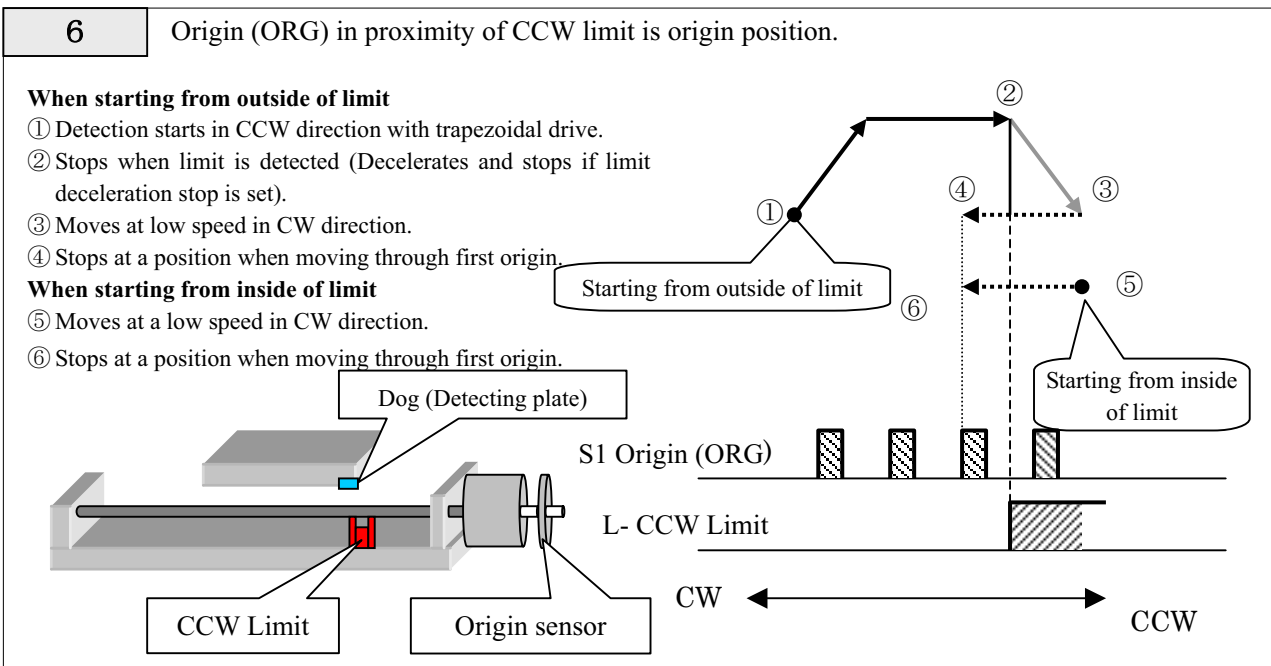 6
Origin (ORG) in proximity of CCW limit is origin position.
When starting from outside of limit
① Detection starts in CCW direction with trapezoidal drive.
② Stops when limit is detected (Decelerates and stops if limit
deceleration stop is set).
③ Moves at low speed in CW direction.
④ Stops at a position when moving through first origin.
When starting from inside of limit
⑤ Moves at a low speed in CW direction.
⑥ Stops at a position when moving through first origin.
②
①
④
③
Starting from outside of limit
⑥
⑤
Starting from inside
of limit
Dog (Detecting plate)
CCW Limit
Origin sensor
S1 Origin (ORG)
L- CCW Limit
CW
CCW